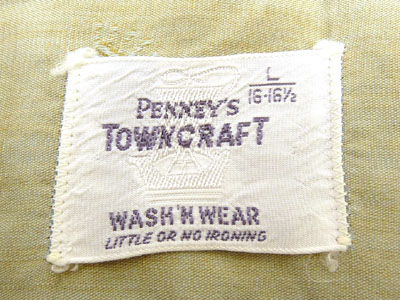 L
16-16½
PENNEY'S
TOWNCRAFT
WASH'N WEAR
LITTLE OR NO IRONING